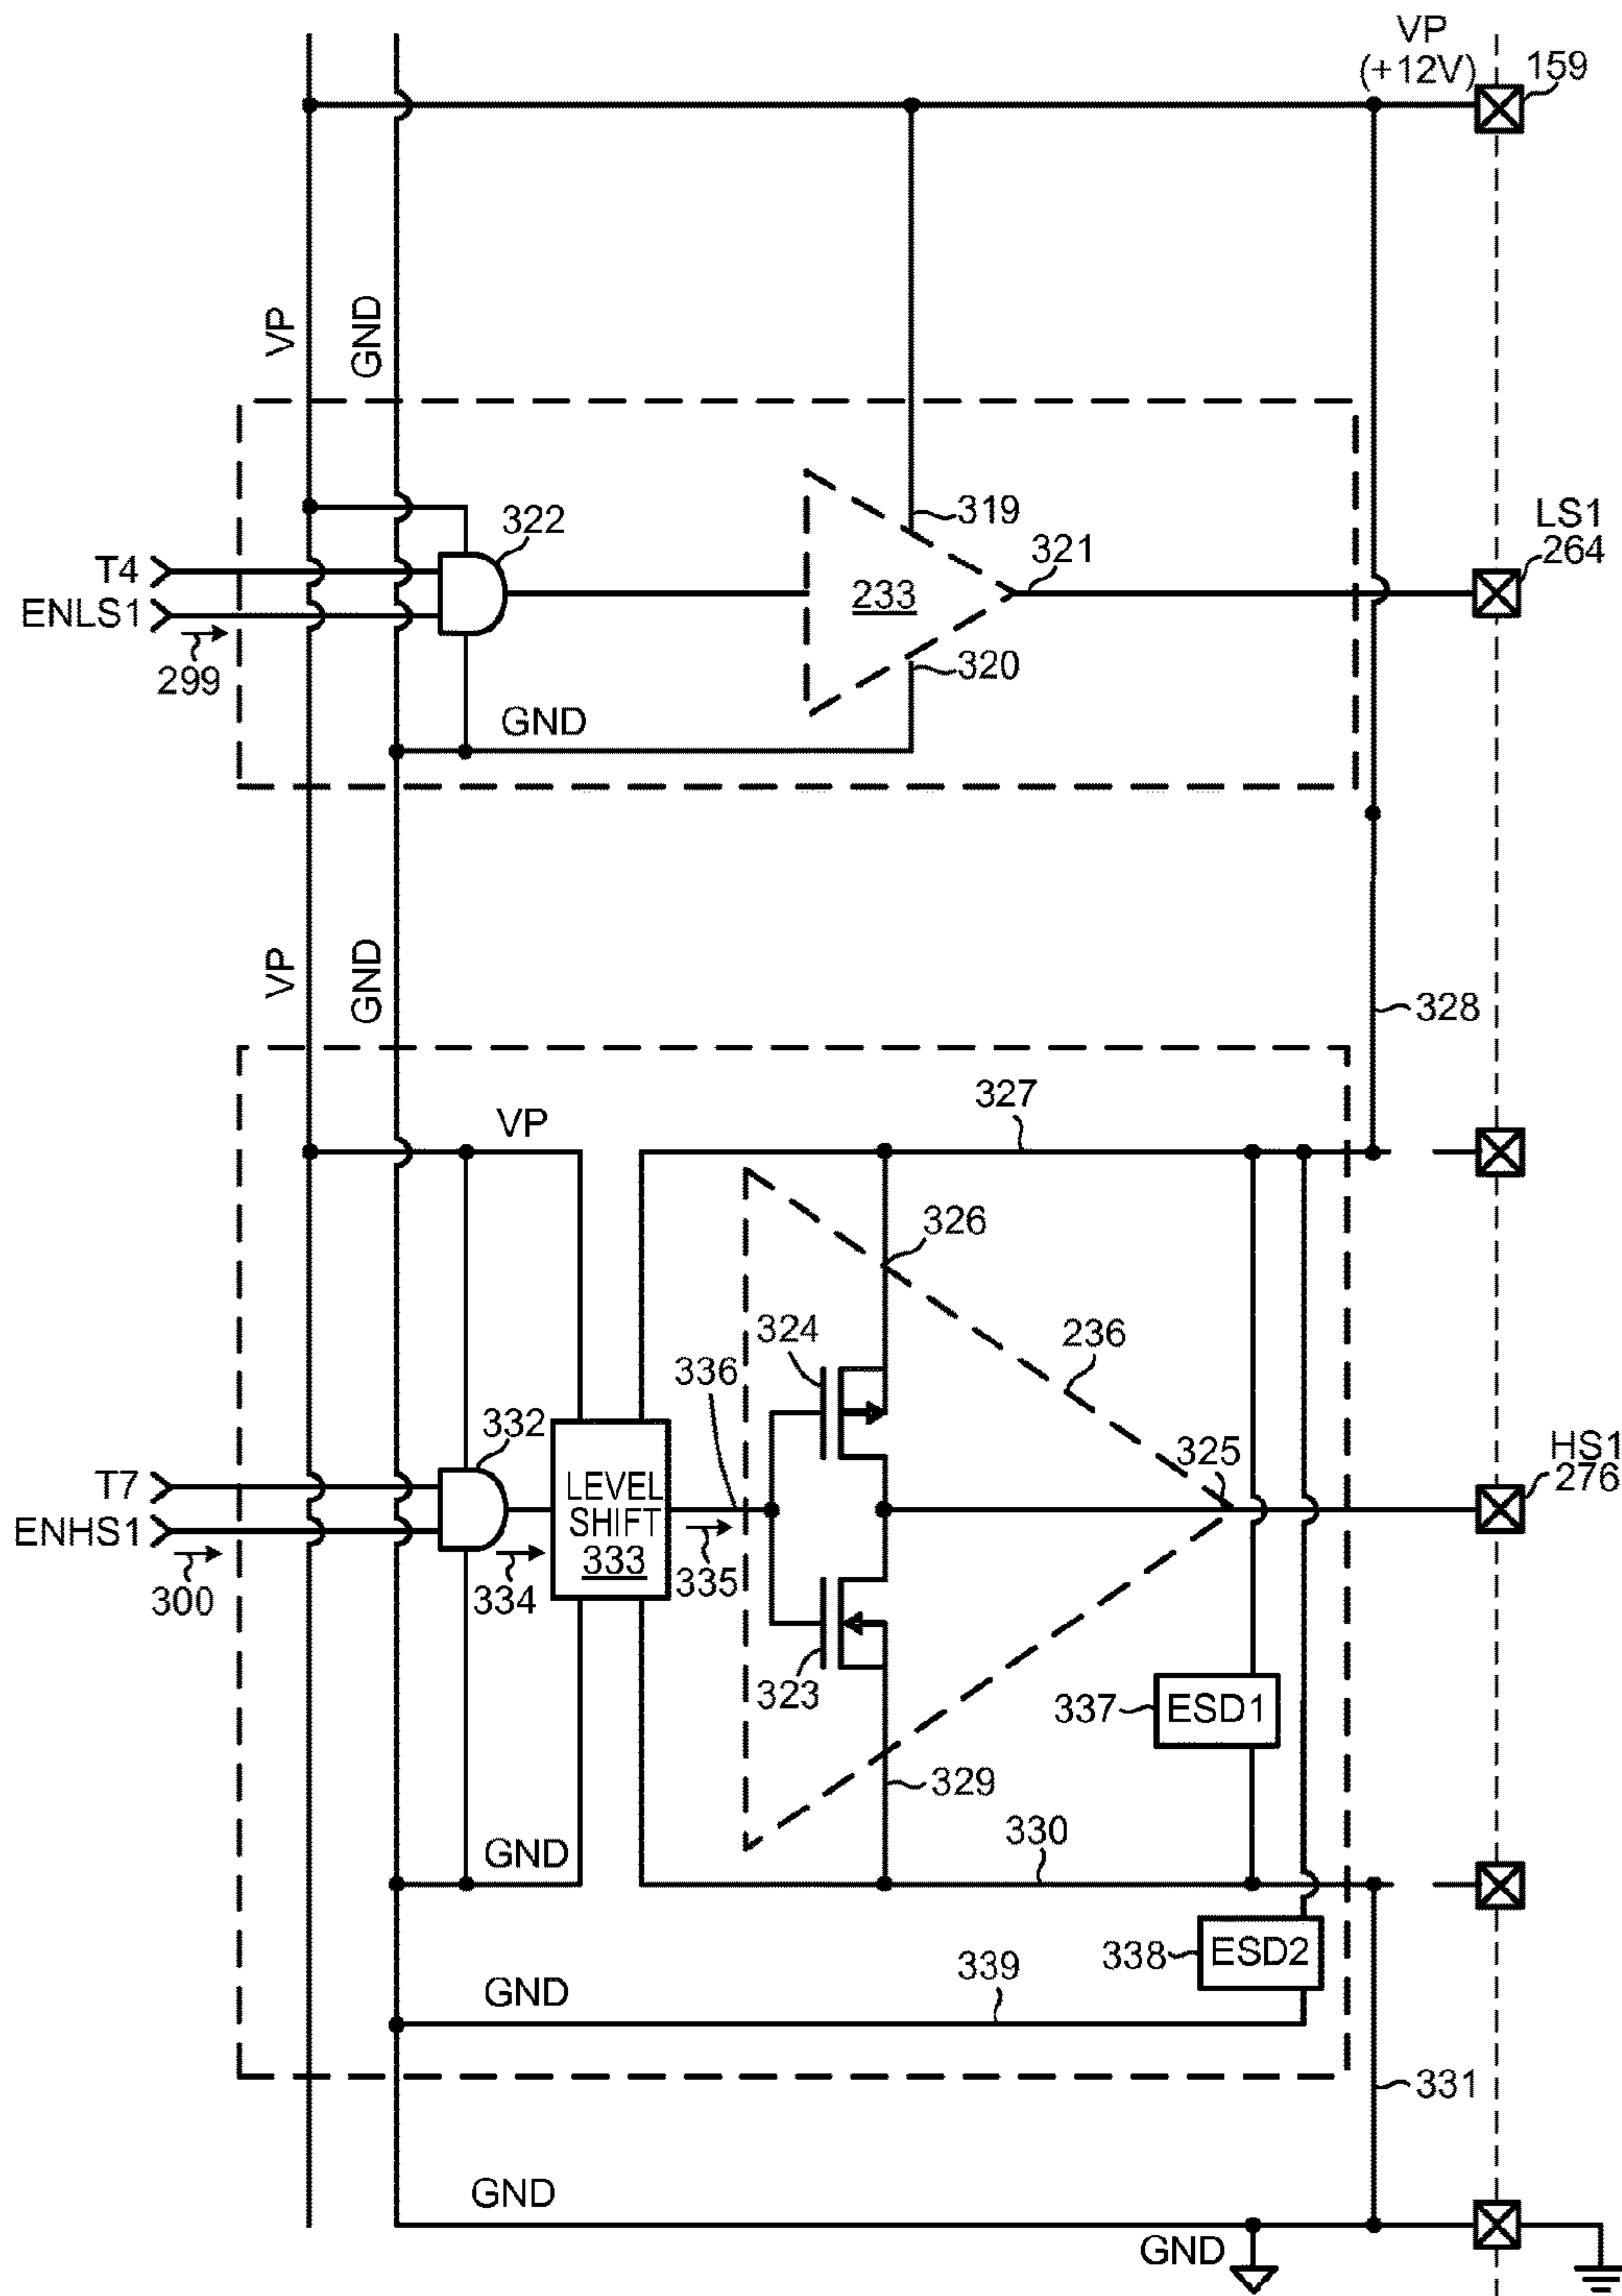 VP
(+12V)
159
VP
GND
322
319
321
LS1
264
T4
ENLS1
299
233
320
GND
VP
GND
328
327
VP
326
324
236
336
332
325
HS1
276
T7
ENHS1
300
334
LEVEL
SHIFT
333
335
323
337
ESD1
329
330
GND
338
ESD2
339
GND
331
GND
GND